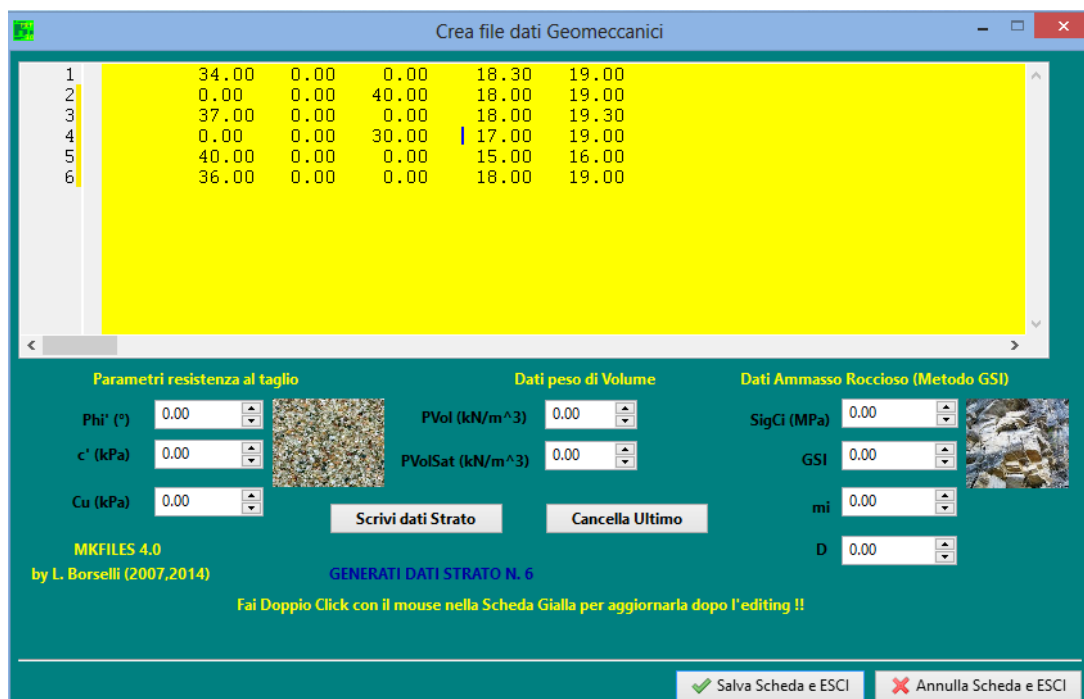 Crea file dati Geomeccanici
1 34.00 0.00 0.00 18.30 19.00
2 0.00 0.00 40.00 18.00 19.00
3 37.00 0.00 0.00 18.00 19.30
4 0.00 0.00 30.00 17.00 19.00
5 40.00 0.00 0.00 15.00 16.00
6 36.00 0.00 0.00 18.00 19.00
Parametri resistenza al taglio
Dati peso di Volume
Dati Ammasso Roccioso (Metodo GSI)
Phi' (°) 0.00
c' (kPa) 0.00
Cu (kPa) 0.00
PVol (kN/m^3) 0.00
PVolSat (kN/m^3) 0.00
SigCi (MPa) 0.00
GSI 0.00
mi 0.00
D 0.00
Scrivi dati Strato
Cancella Ultimo
MKFILES 4.0
by L. Borselli (2007,2014)
GENERATI DATI STRATO N. 6
Fai Doppio Click con il mouse nella Scheda Gialla per aggiornarla dopo l'editing !!
Salva Scheda e ESCI
Annulla Scheda e ESCI